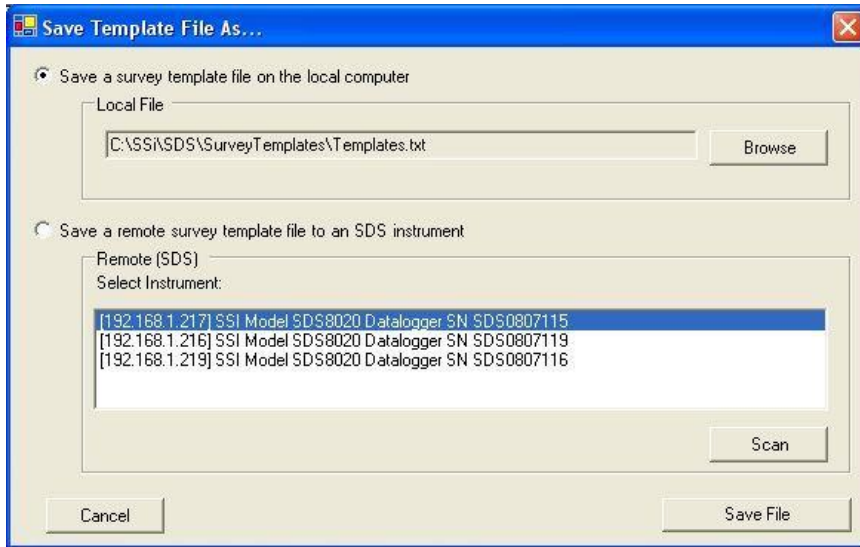 Save Template File As...
Save a survey template file on the local computer
Local File
C:\SSi\SDS\SurveyTemplates\Templates.txt
Browse
Save a remote survey template file to an SDS instrument
Remote (SDS)
Select Instrument:
[192.168.1.217] SSI Model SDS8020 Datalogger SN SDS0807115
[192.168.1.216] SSI Model SDS8020 Datalogger SN SDS0807119
[192.168.1.219] SSI Model SDS8020 Datalogger SN SDS0807116
Scan
Cancel
Save File